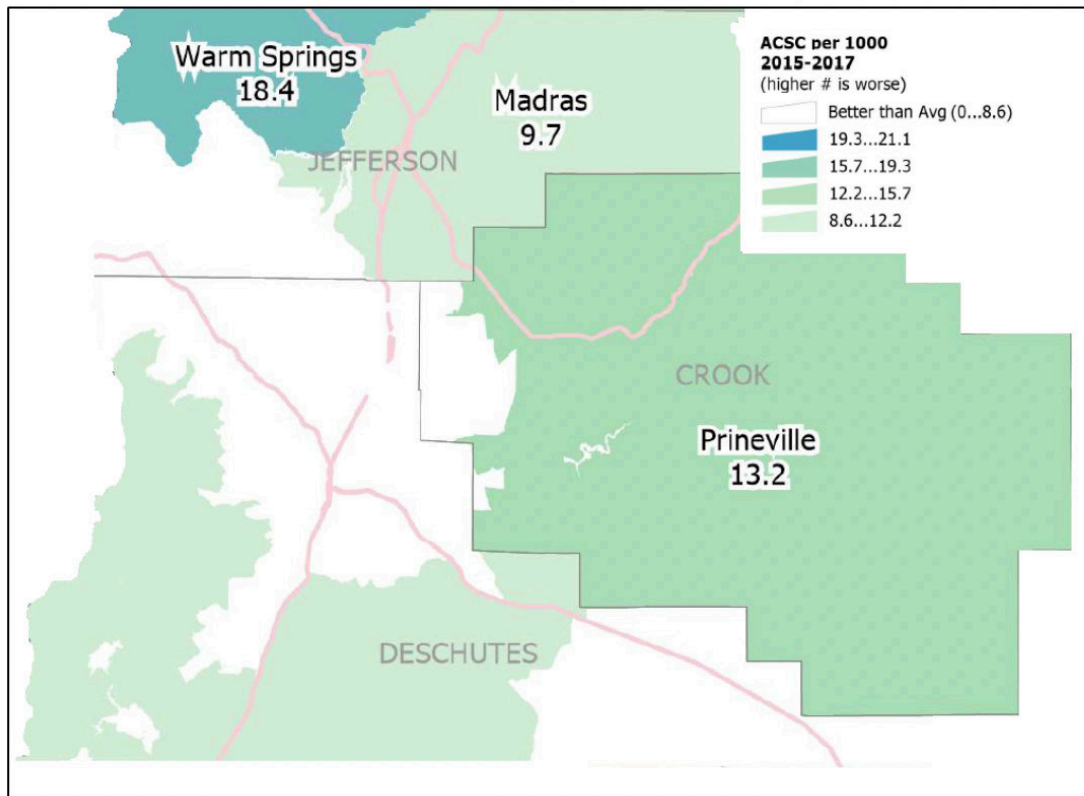 Warm Springs
18.4
Madras
9.7
JEFFERSON
ACSC per 1000
2015-2017
(higher # is worse)
Better than Avg (0...8.6)
19.3...21.1
15.7...19.3
12.2...15.7
8.6...12.2
CROOK
Prineville
13.2
DESCHUTES